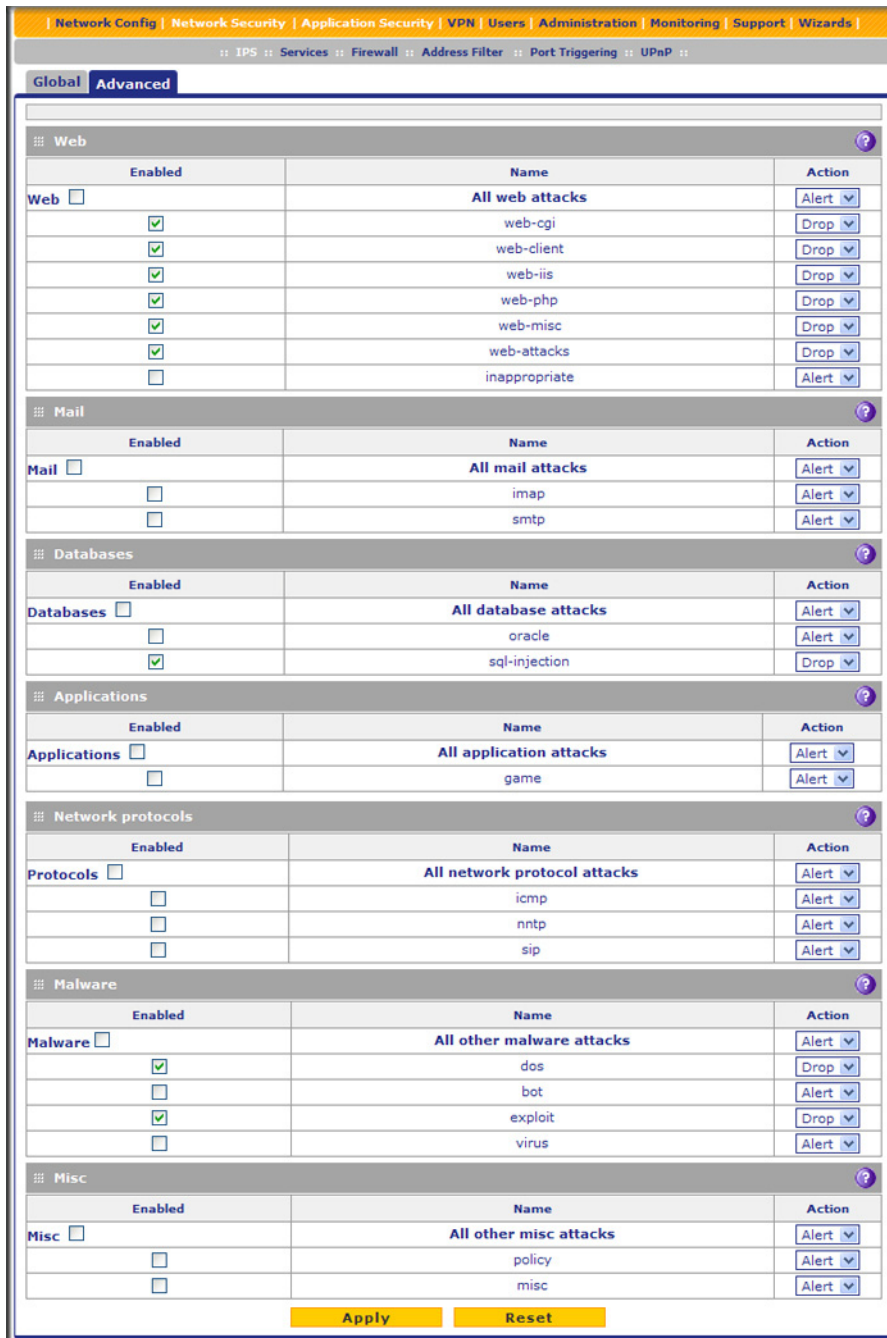 | Network Config | Network Security | Application Security | VPN | Users | Administration | Monitoring | Support | Wizards |
:: IPS :: Services :: Firewall :: Address Filter :: Port Triggering :: UPnP ::
Global Advanced
Web ?
Enabled Name Action
Web All web attacks Alert
web-cgi Drop
web-client Drop
web-iis Drop
web-php Drop
web-misc Drop
web-attacks Drop
inappropriate Alert
Mail ?
Enabled Name Action
Mail All mail attacks Alert
imap Alert
smtp Alert
Databases ?
Enabled Name Action
Databases All database attacks Alert
oracle Alert
sql-injection Drop
Applications ?
Enabled Name Action
Applications All application attacks Alert
game Alert
Network protocols ?
Enabled Name Action
Protocols All network protocol attacks Alert
icmp Alert
nntp Alert
sip Alert
Malware ?
Enabled Name Action
Malware All other malware attacks Alert
dos Drop
bot Alert
exploit Drop
virus Alert
Misc ?
Enabled Name Action
Misc All other misc attacks Alert
policy Alert
misc Alert
Apply Reset